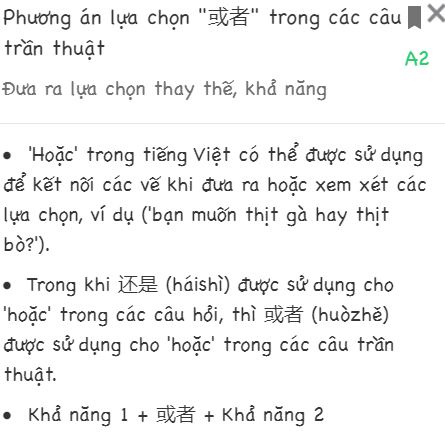 Phương án lựa chọn "或者" trong các câu
trần thuật
A2
Đưa ra lựa chọn thay thế, khả năng
• 'Hoặc' trong tiếng Việt có thể được sử dụng
để kết nối các vế khi đưa ra hoặc xem xét các
lựa chọn, ví dụ ('bạn muốn thịt gà hay thịt
bò?').
• Trong khi 还是 (háishì) được sử dụng cho
'hoặc' trong các câu hỏi, thì 或者 (huòzhě)
được sử dụng cho 'hoặc' trong các câu trần
thuật.
• Khả năng 1 + 或者 + Khả năng 2